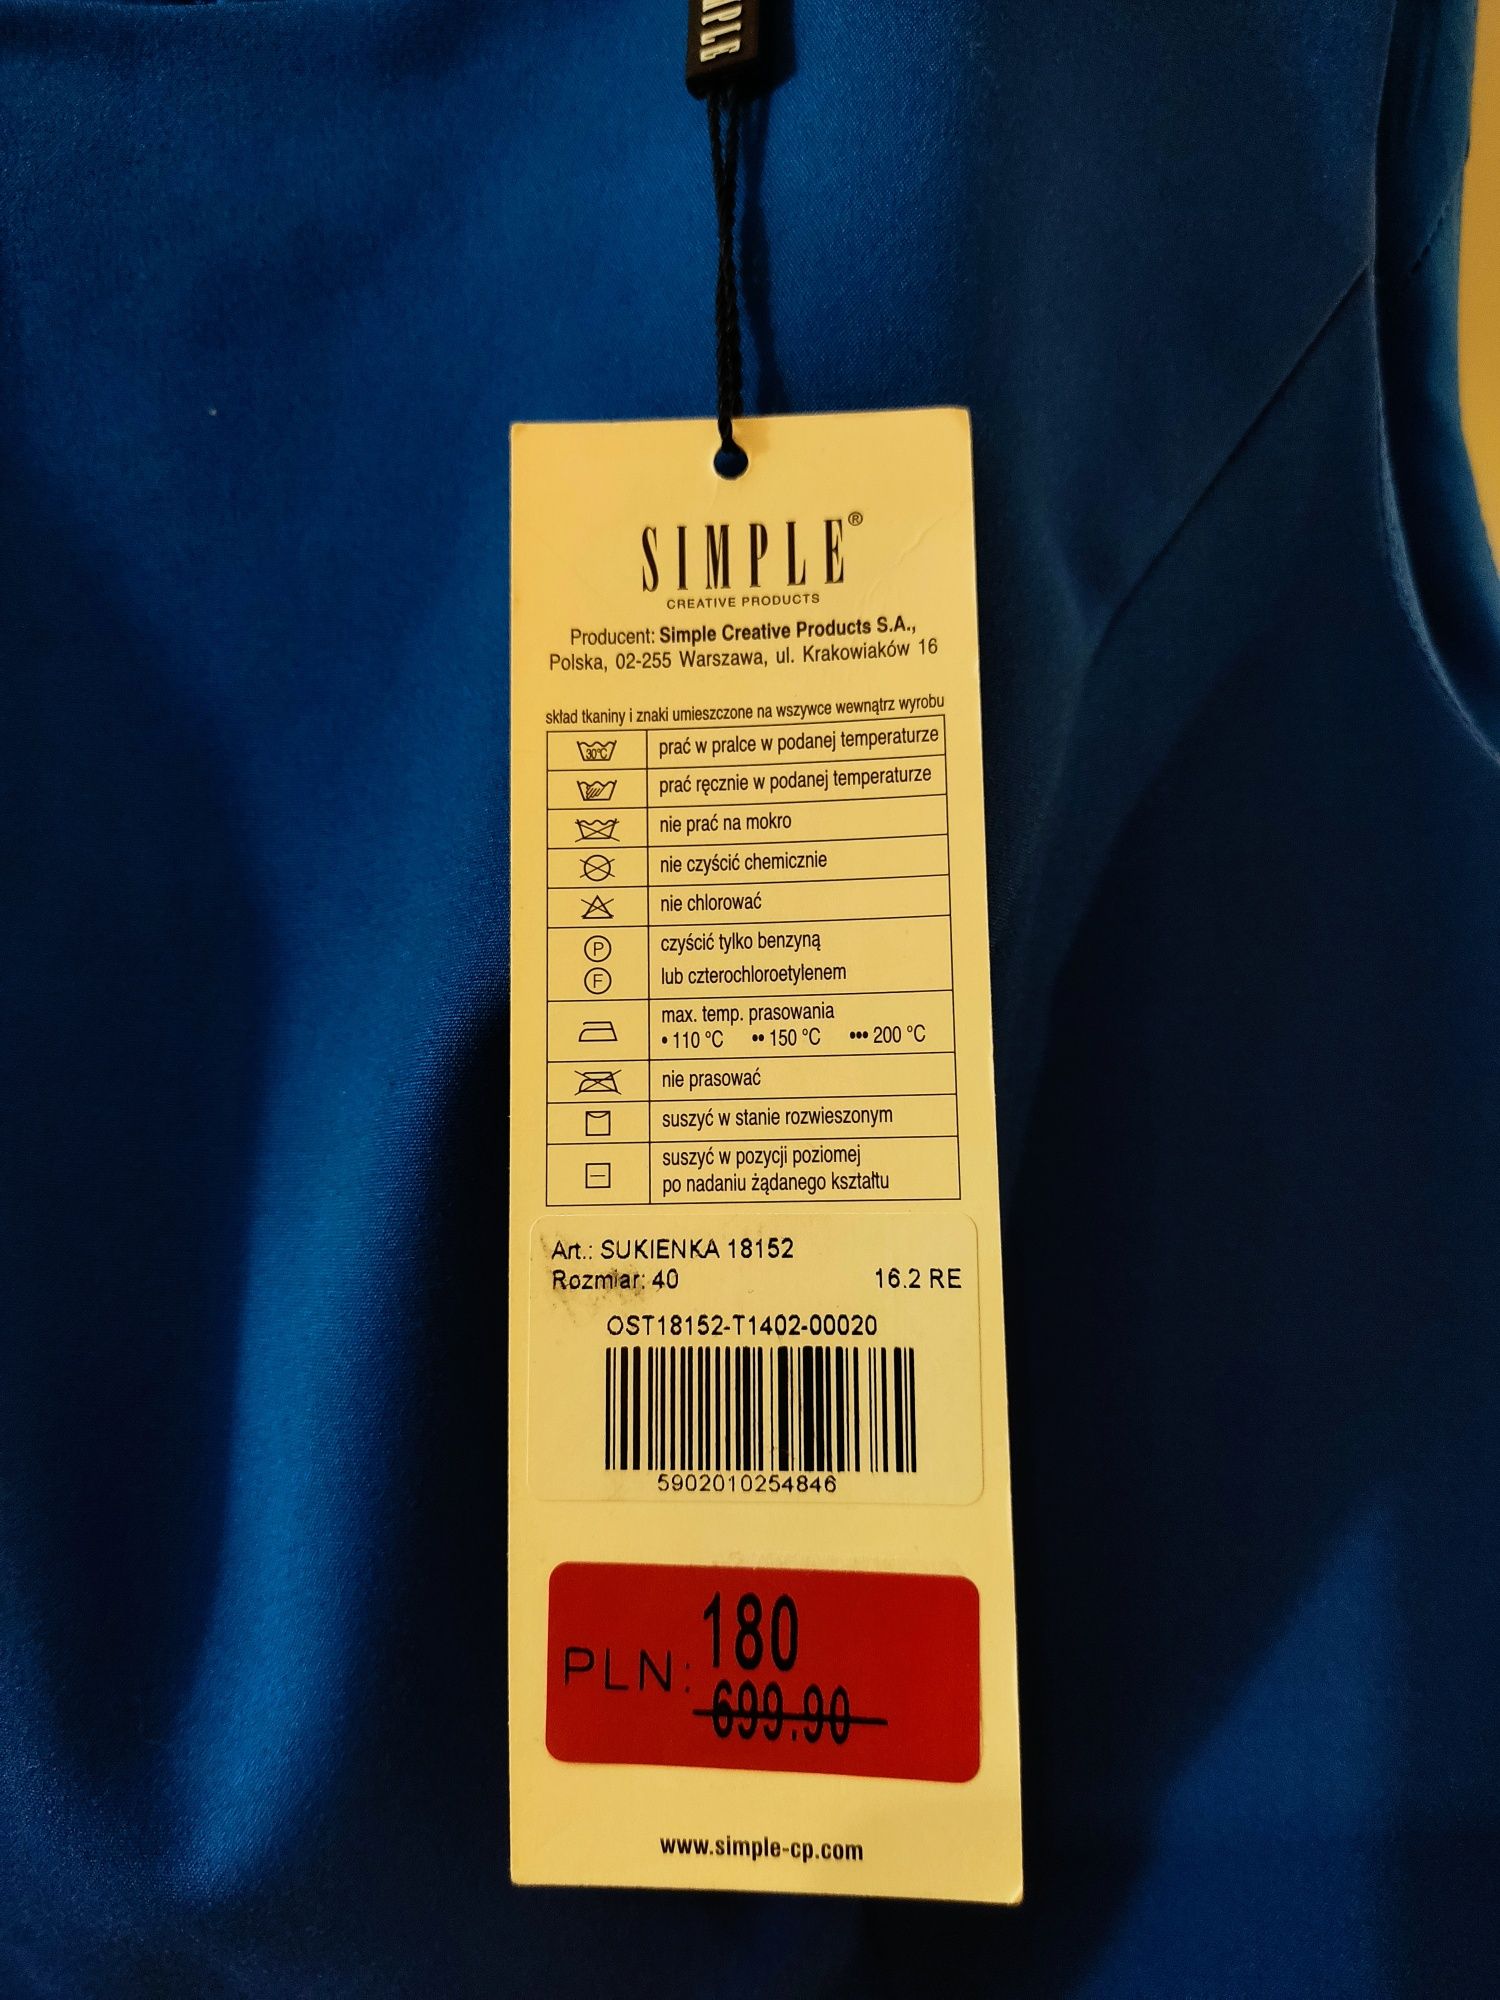 MPLE
SIMPLE®
CREATIVE PRODUCTS
Producent: Simple Creative Products S.A.,
Polska, 02-255 Warszawa, ul. Krakowiaków 16
skład tkaniny i znaki umieszczone na wszywce wewnątrz wyrobu
30°C prać w pralce w podanej temperaturze
prać ręcznie w podanej temperaturze
nie prać na mokro
nie czyścić chemicznie
nie chlorować
P czyścić tylko benzyną
F lub czterochloroetylenem
max. temp. prasowania
• 110 °C •• 150 °C ••• 200 °C
nie prasować
suszyć w stanie rozwieszonym
suszyć w pozycji poziomej
po nadaniu żądanego kształtu
Art.: SUKIENKA 18152
Rozmiar: 40 16.2 RE
OST18152-T1402-00020
5902010254846
180
PLN:
699.90
www.simple-cp.com